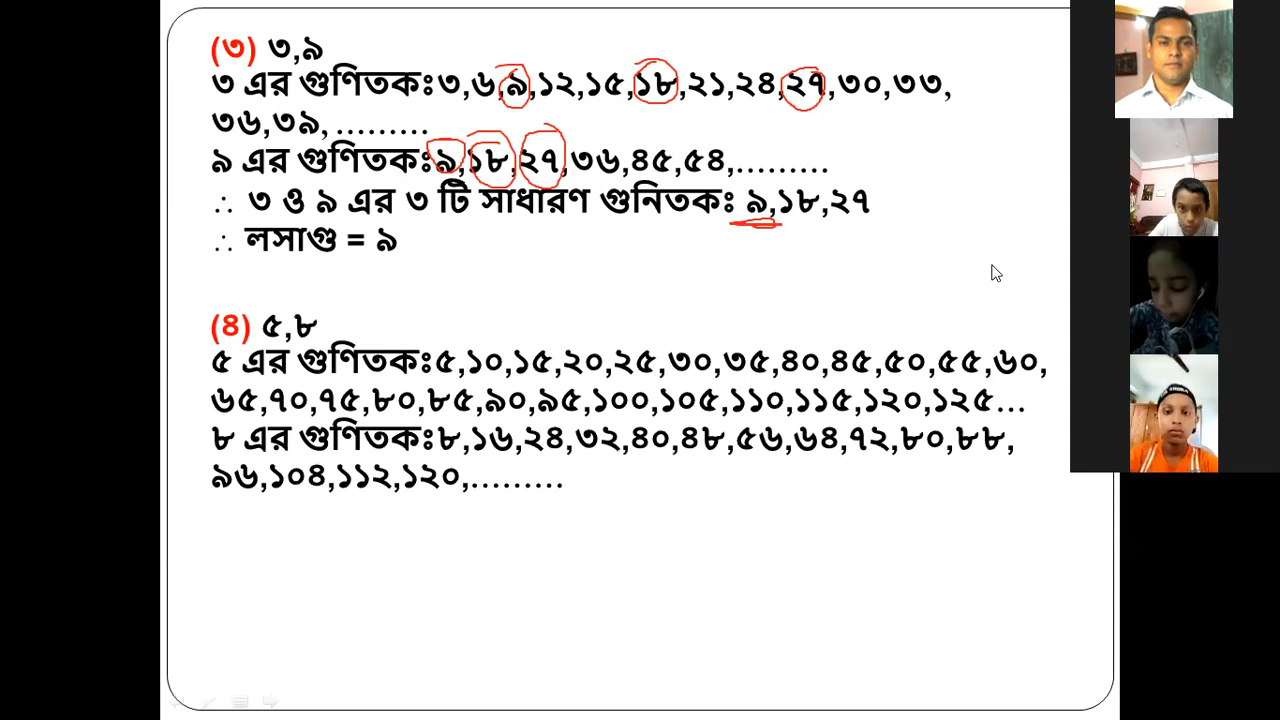 (৩) ৩,৯
৩ এর গুণিতকঃ৩,৬,৯,১২,১৫,১৮,২১,২৪,২৭,৩০,৩৩,
৩৬,৩৯,.........
৯ এর গুণিতকঃ৯,১৮,২৭,৩৬,৪৫,৫৪,.........
∴ ৩ ও ৯ এর ৩ টি সাধারণ গুনিতকঃ ৯,১৮,২৭
∴ লসাগু = ৯
(৪) ৫,৮
৫ এর গুণিতকঃ৫,১০,১৫,২০,২৫,৩০,৩৫,৪০,৪৫,৫০,৫৫,৬০,
৬৫,৭০,৭৫,৮০,৮৫,৯০,৯৫,১০০,১০৫,১১০,১১৫,১২০,১২৫...
৮ এর গুণিতকঃ৮,১৬,২৪,৩২,৪০,৪৮,৫৬,৬৪,৭২,৮০,৮৮,
৯৬,১০৪,১১২,১২০,.........